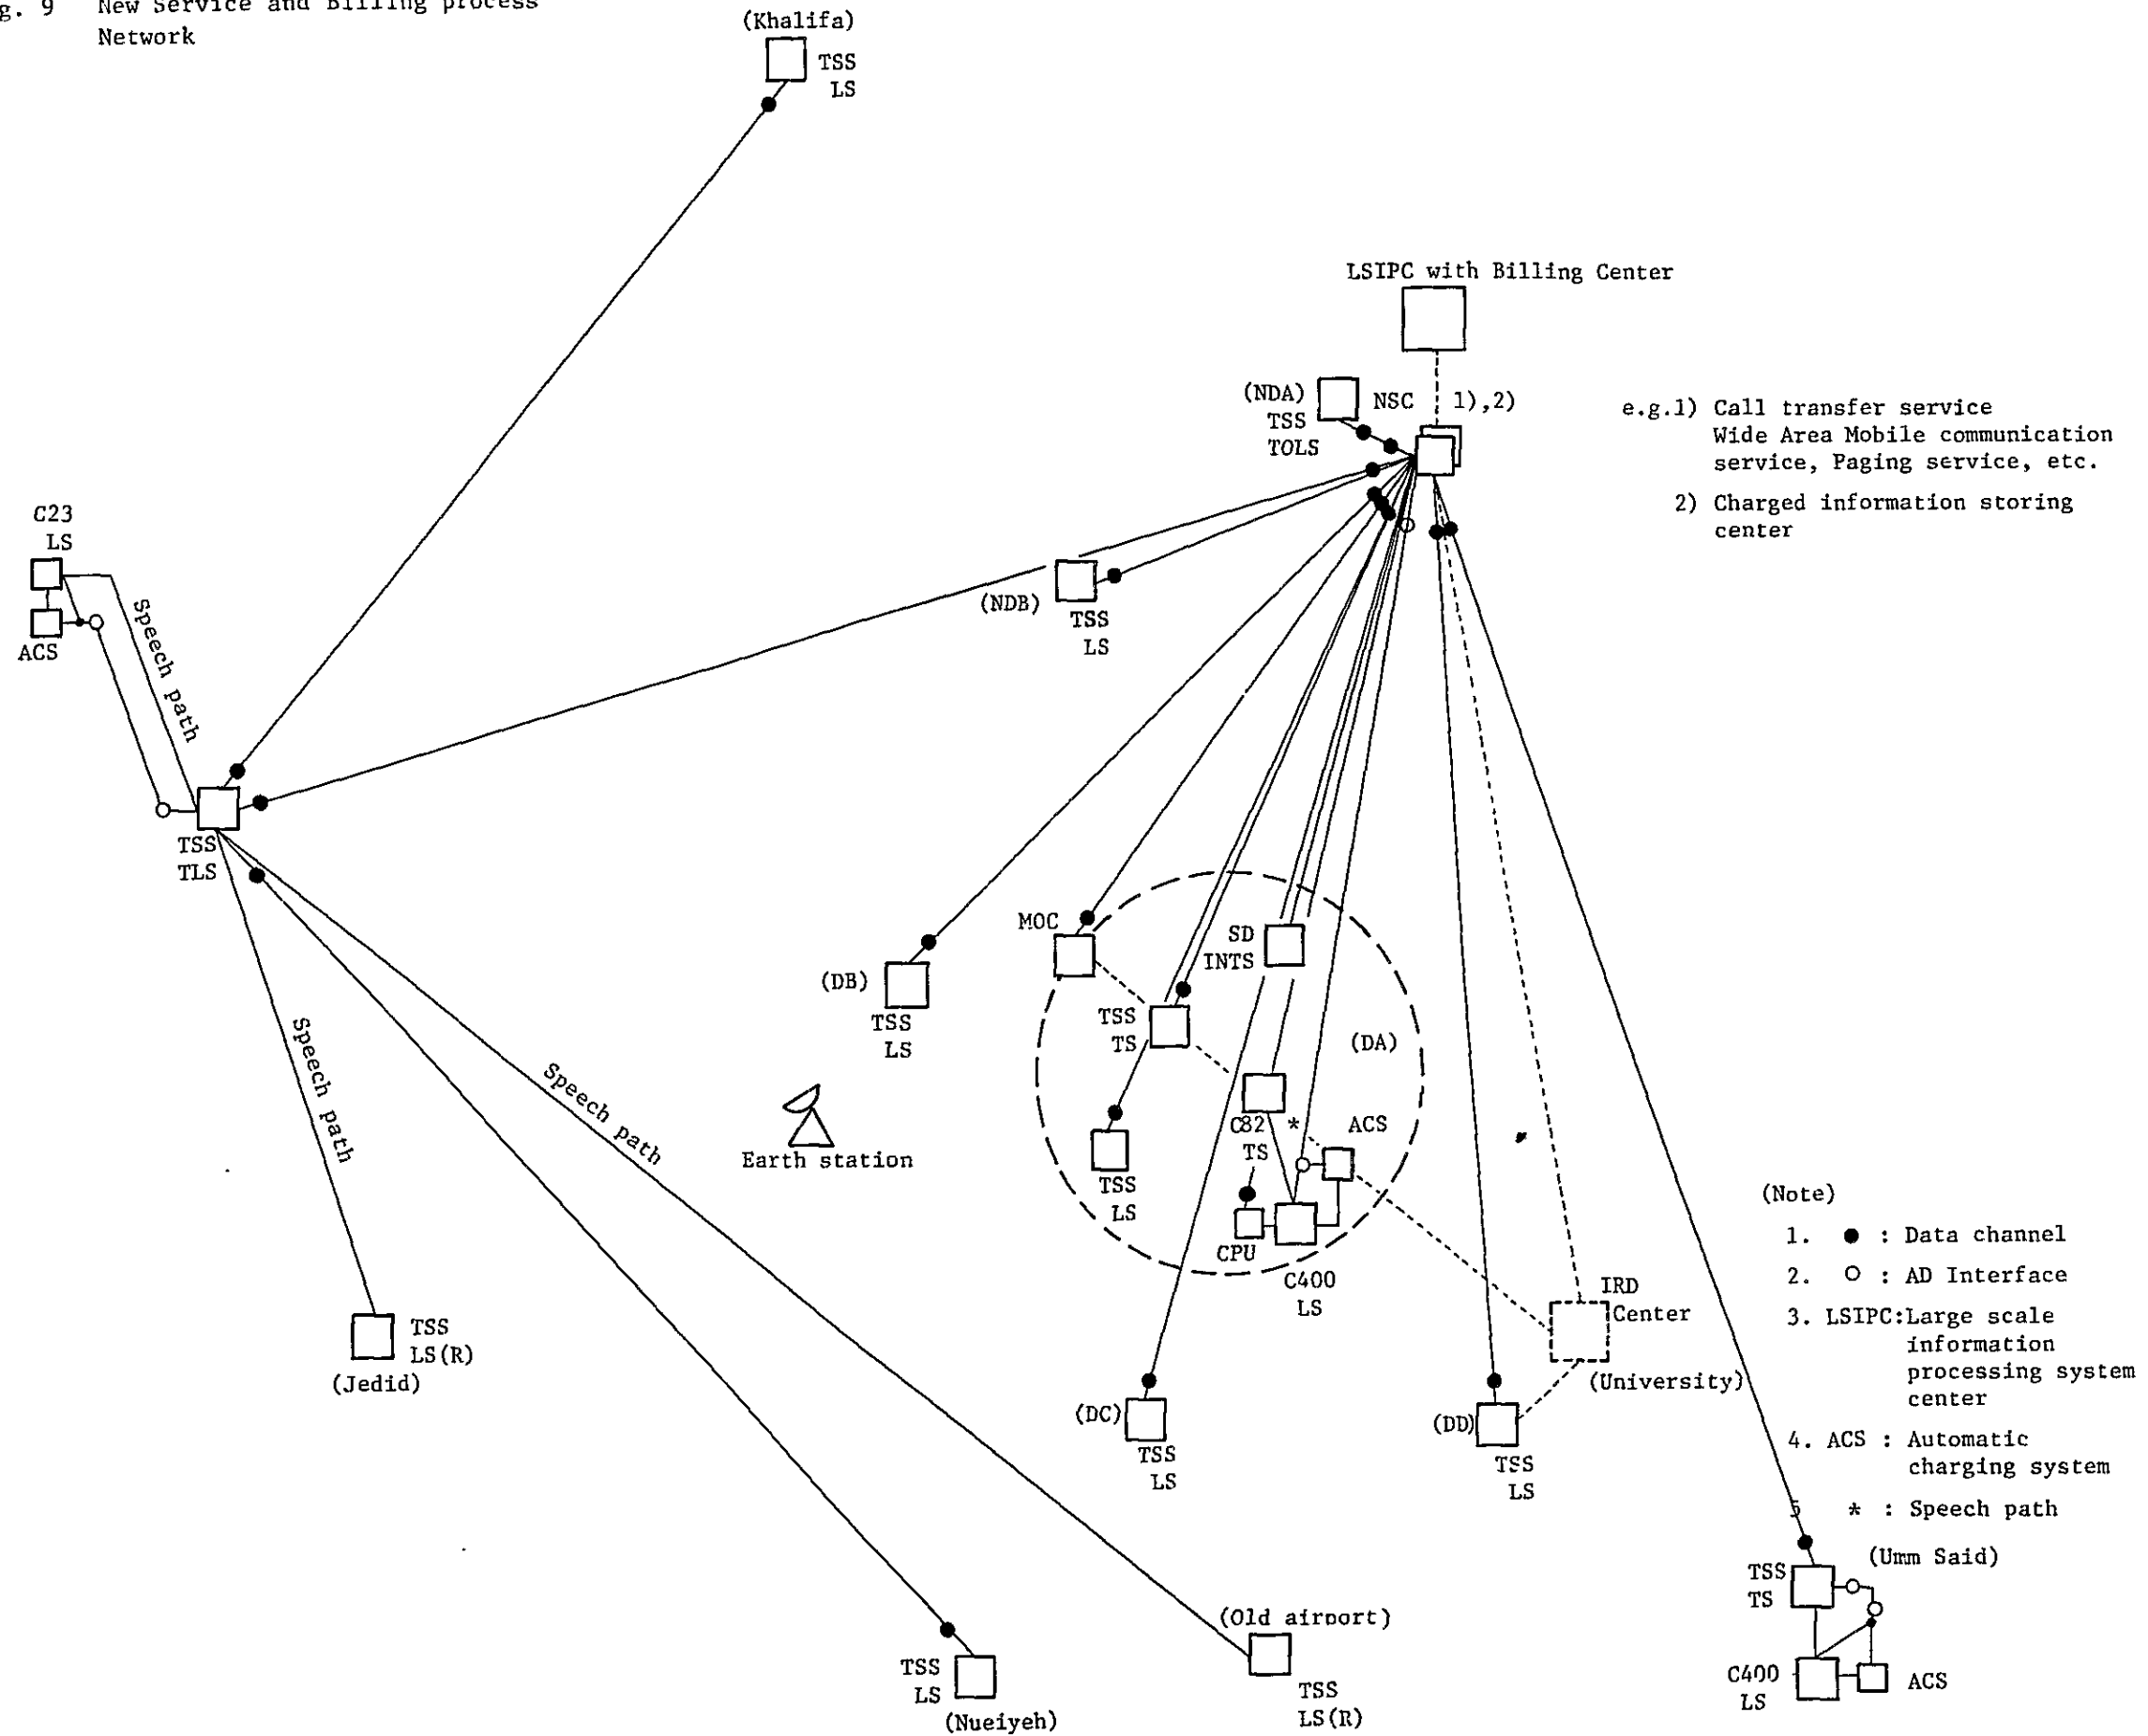 g. 9 New Service and Billing process
Network
(Khalifa)
TSS
LS
LSIPC with Billing Center
(NDA)
TSS
TOLS
NSC
1),2)
e.g.1) Call transfer service
Wide Area Mobile communication
service, Paging service, etc.
2) Charged information storing
center
C23
LS
ACS
Speech path
(NDB)
TSS
LS
TSS
TLS
MOC
SD
INTS
(DB)
TSS
LS
TSS
TS
(DA)
Speech path
Speech path
Earth station
C82
TS
*
ACS
TSS
LS
CPU
C400
LS
(Note)
1. ● : Data channel
2. O : AD Interface
3. LSIPC:Large scale
information
processing system
center
4. ACS : Automatic
charging system
5 * : Speech path
IRD
Center
(University)
TSS
LS(R)
(Jedid)
(DC)
TSS
LS
(DD)
TSS
LS
(Umm Said)
TSS
TS
C400
LS
ACS
(Old airport)
TSS
LS(R)
TSS
LS
(Nueiyeh)